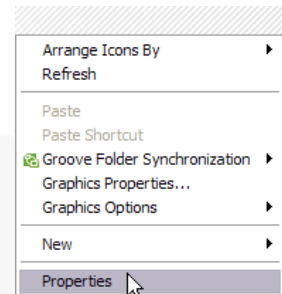 Arrange Icons By
Refresh
Paste
Paste Shortcut
Groove Folder Synchronization
Graphics Properties...
Graphics Options
New
Properties